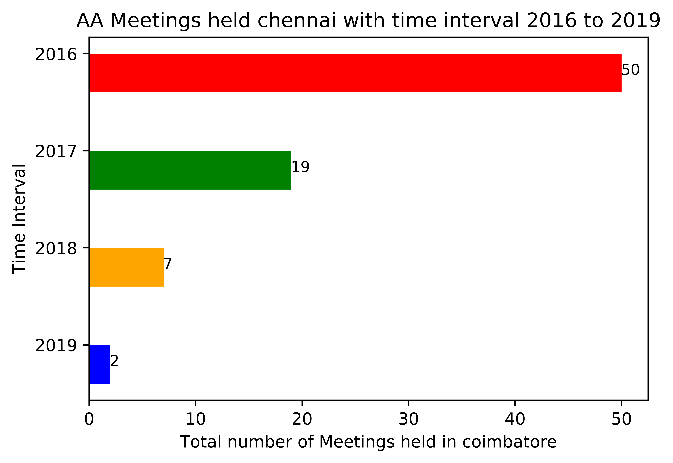 AA Meetings held chennai with time interval 2016 to 2019
2016
50
2017
19
2018
7
2019
2
Time Interval
0 10 20 30 40 50
Total number of Meetings held in coimbatore